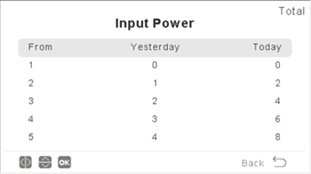 Total
Input Power
From Yesterday Today
1 0 0
2 1 2
3 2 4
4 3 6
5 4 8
OK Back